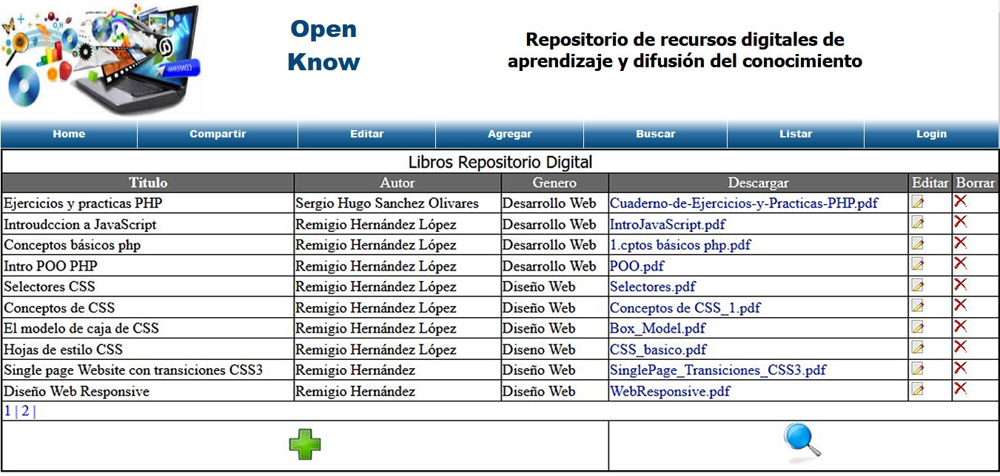 Open
Know
Repositorio de recursos digitales de
aprendizaje y difusión del conocimiento
Home Compartir Editar Agregar Buscar Listar Login
Libros Repositorio Digital
Titulo Autor Genero Descargar Editar Borrar
Ejercicios y practicas PHP Sergio Hugo Sanchez Olivares Desarrollo Web Cuaderno-de-Ejercicios-y-Practicas-PHP.pdf
Introudccion a JavaScript Remigio Hernández López Desarrollo Web IntroJavaScript.pdf
Conceptos básicos php Remigio Hernández López Desarrollo Web 1.cptos básicos php.pdf
Intro POO PHP Remigio Hernández López Desarrollo Web POO.pdf
Selectores CSS Remigio Hernández López Diseño Web Selectores.pdf
Conceptos de CSS Remigio Hernández López Diseño Web Conceptos de CSS_1.pdf
El modelo de caja de CSS Remigio Hernández López Diseño Web Box_Model.pdf
Hojas de estilo CSS Remigio Hernández López Diseno Web CSS_basico.pdf
Single page Website con transiciones CSS3 Remigio Hernández Diseño Web SinglePage_Transiciones_CSS3.pdf
Diseño Web Responsive Remigio Hernández Diseño Web WebResponsive.pdf
1 | 2 |